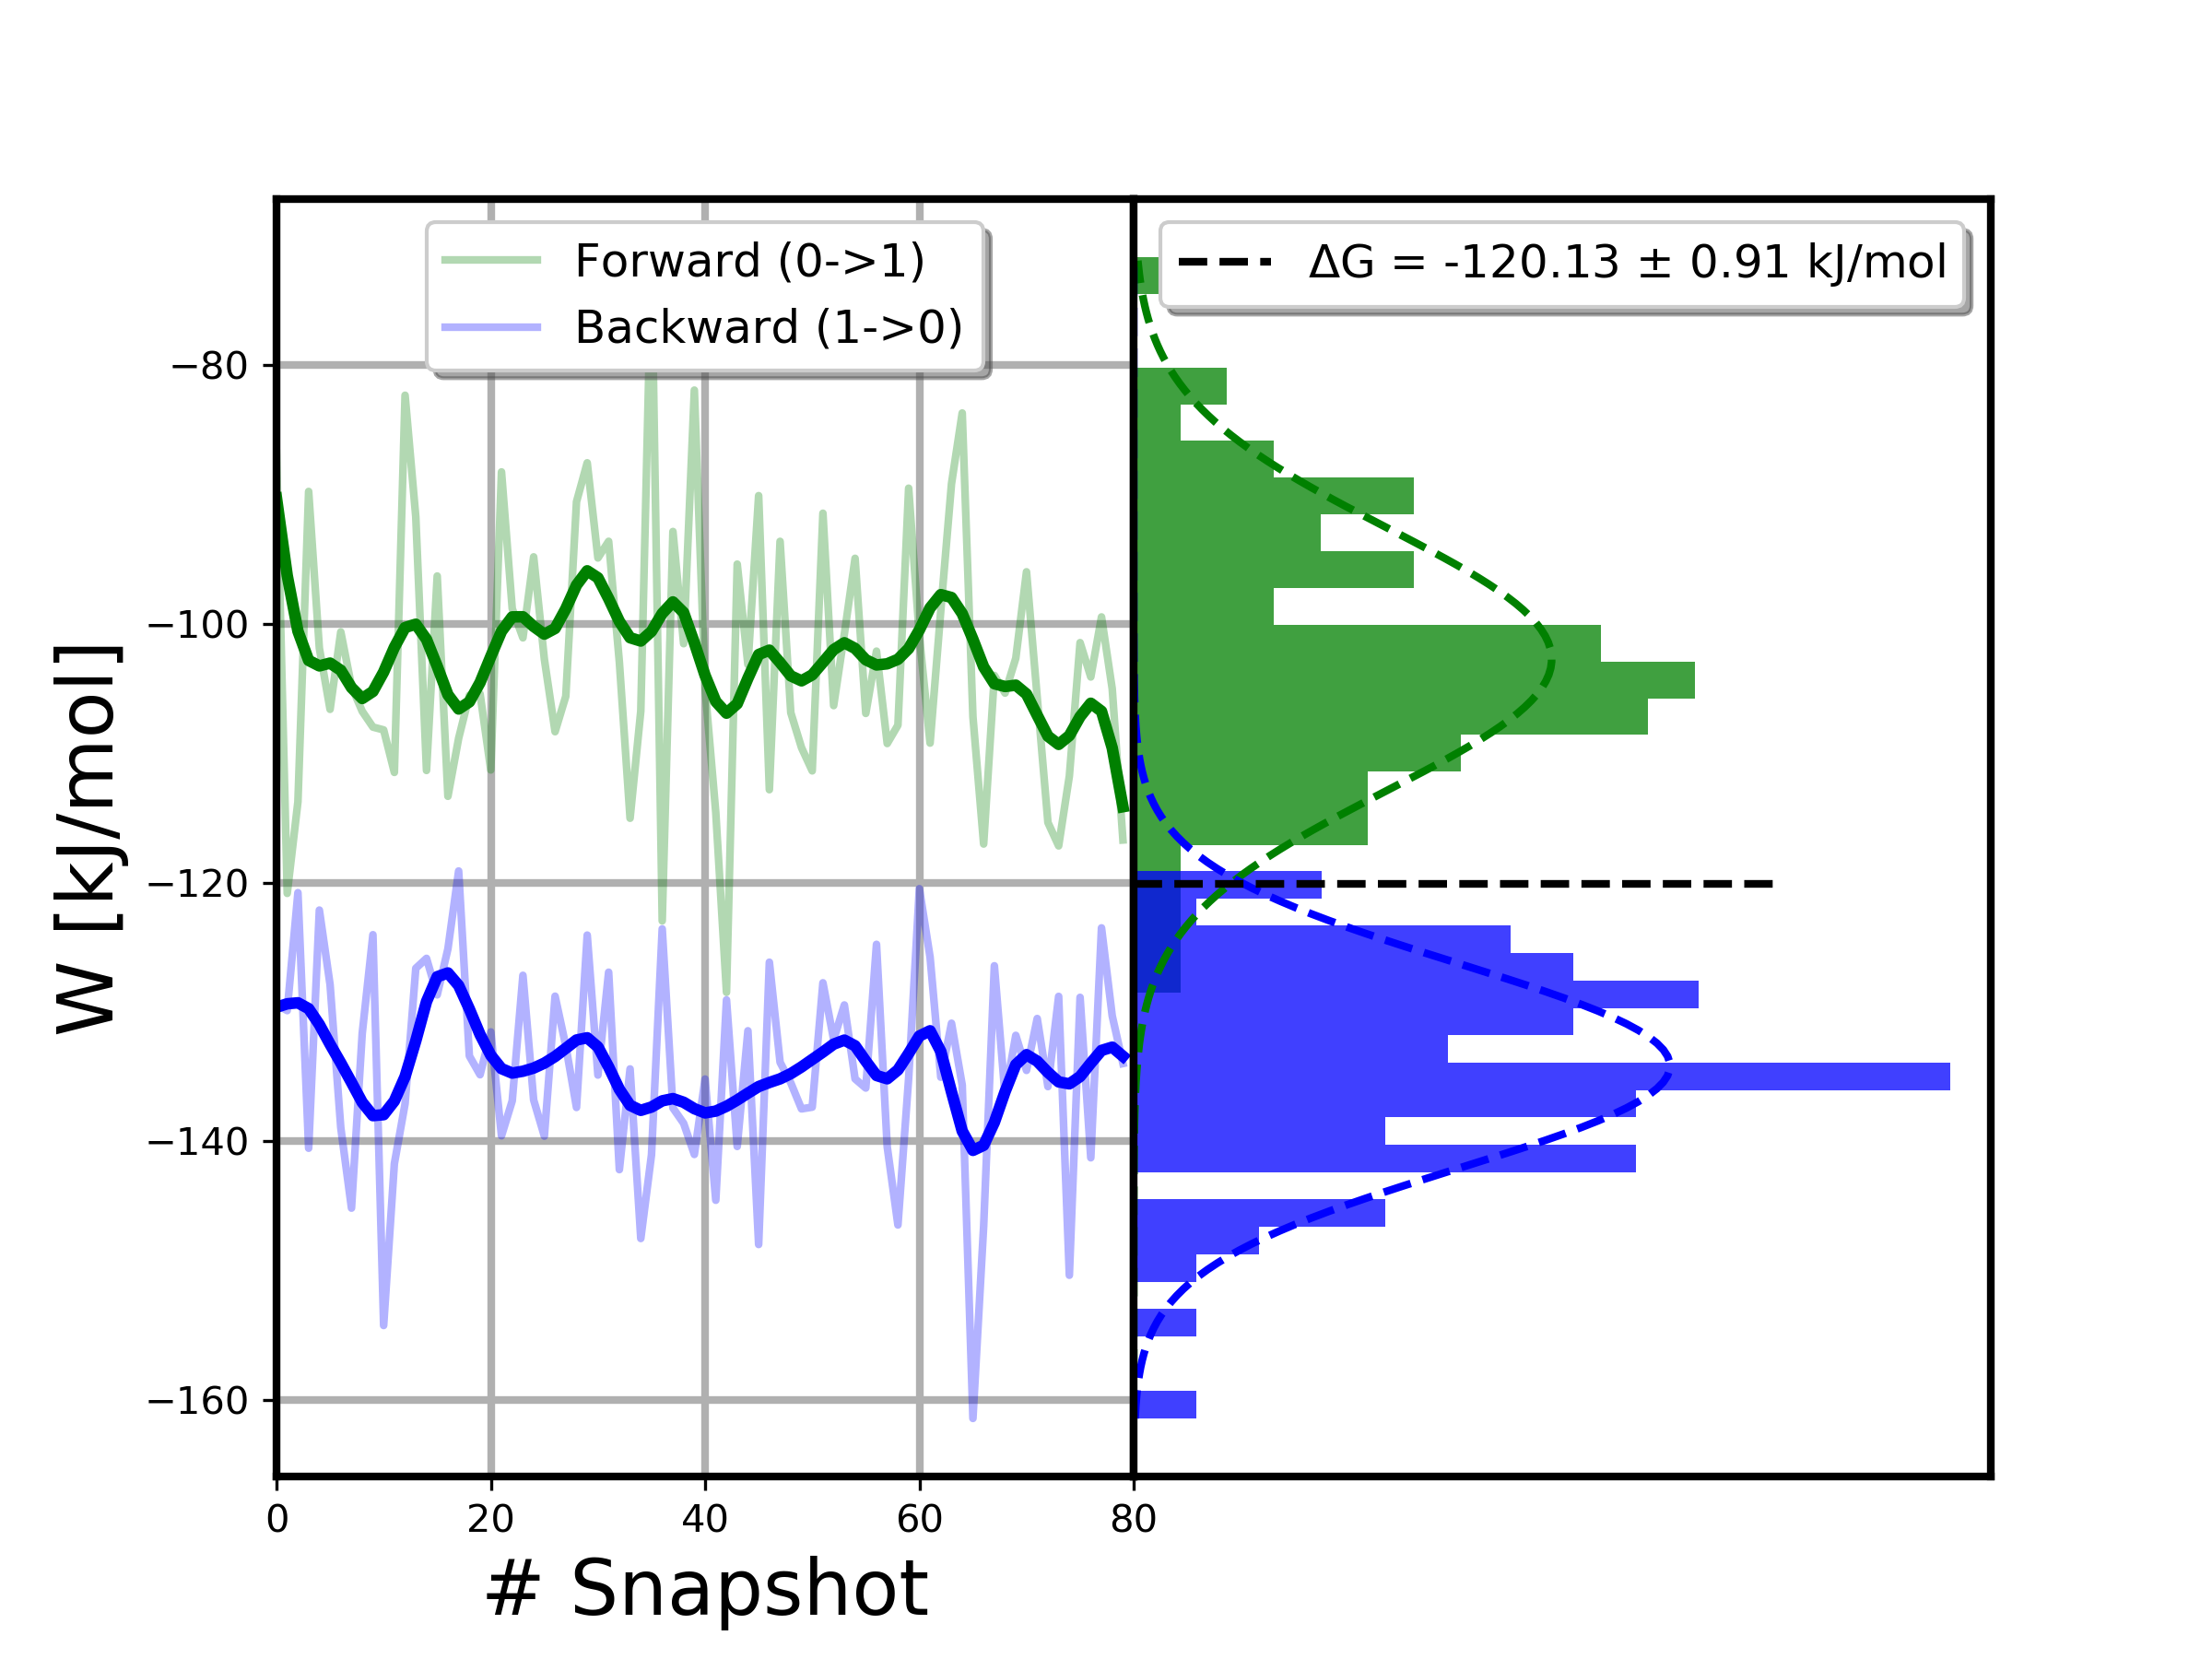 Forward (0->1)
Backward (1->0)
ΔG = -120.13 ± 0.91 kJ/mol
W [kJ/mol]
−80
−100
−120
−140
−160
0 20 40 60 80
# Snapshot